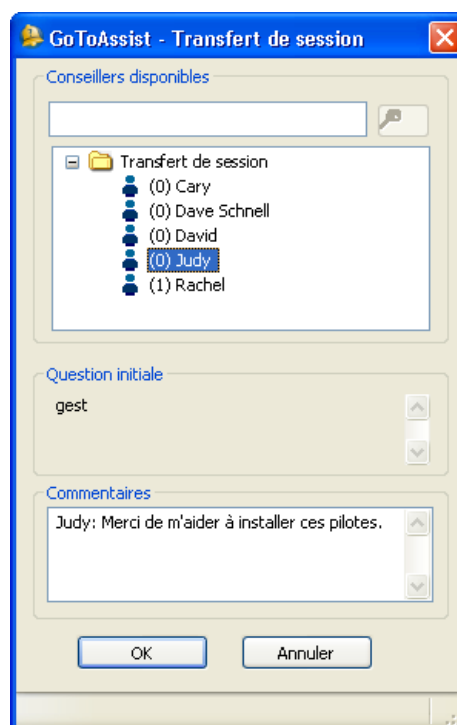 GoToAssist - Transfert de session
Conseillers disponibles
Transfert de session
(0) Cary
(0) Dave Schnell
(0) David
(0) Judy
(1) Rachel
Question initiale
gest
Commentaires
Judy: Merci de m'aider à installer ces pilotes.
OK
Annuler